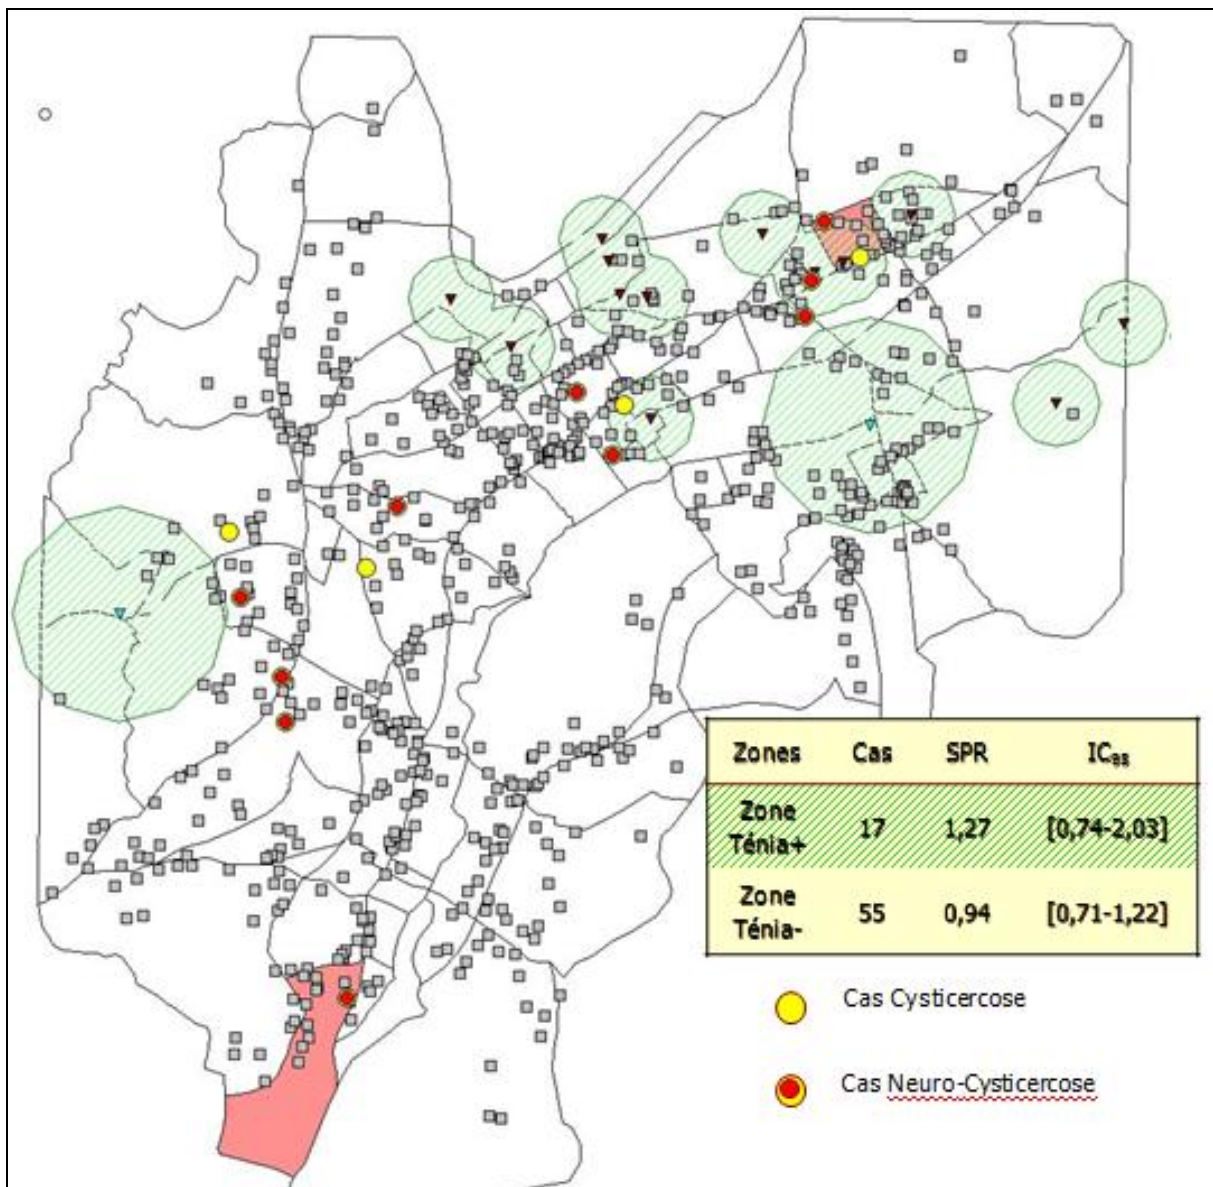 Zones Cas SPR IC₉₈
Zone
Ténia+ 17 1,27 [0,74-2,03]
Zone
Ténia- 55 0,94 [0,71-1,22]
Cas Cysticercose
Cas Neuro-Cysticercose